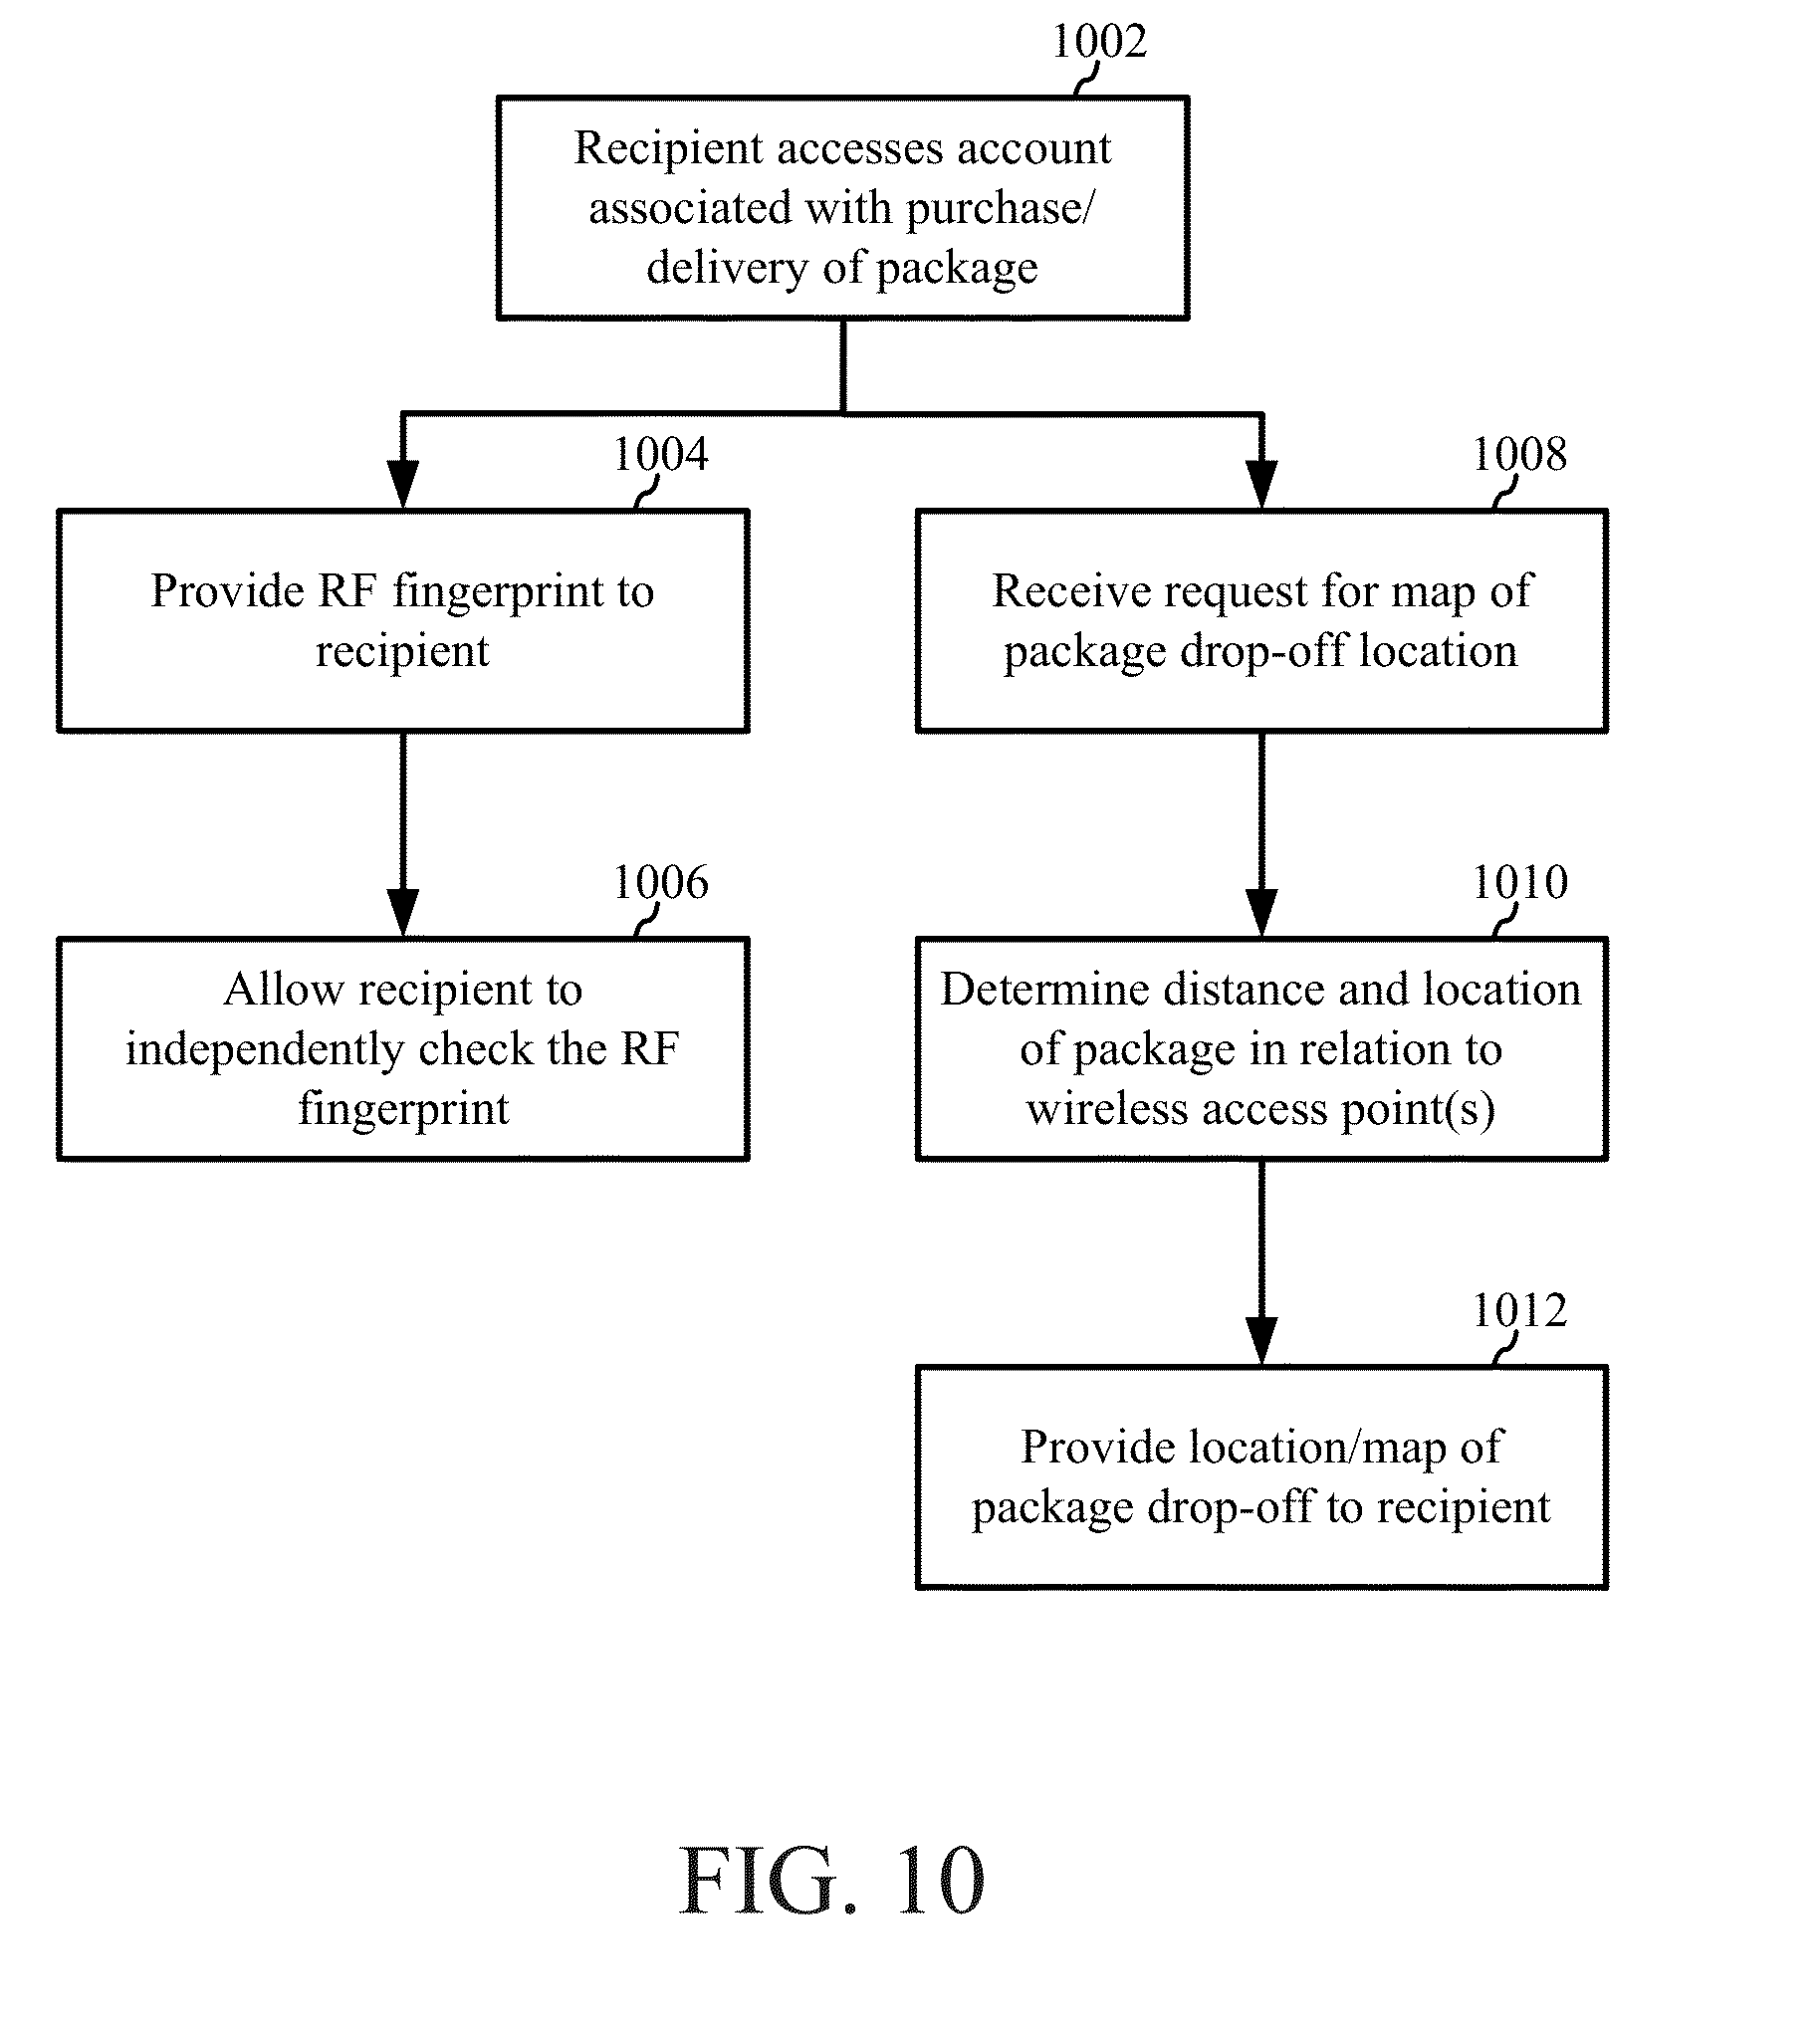 1002
Recipient accesses account
associated with purchase/
delivery of package
1004
Provide RF fingerprint to
recipient
1006
Allow recipient to
independently check the RF
fingerprint
1008
Receive request for map of
package drop-off location
1010
Determine distance and location
of package in relation to
wireless access point(s)
1012
Provide location/map of
package drop-off to recipient
FIG. 10